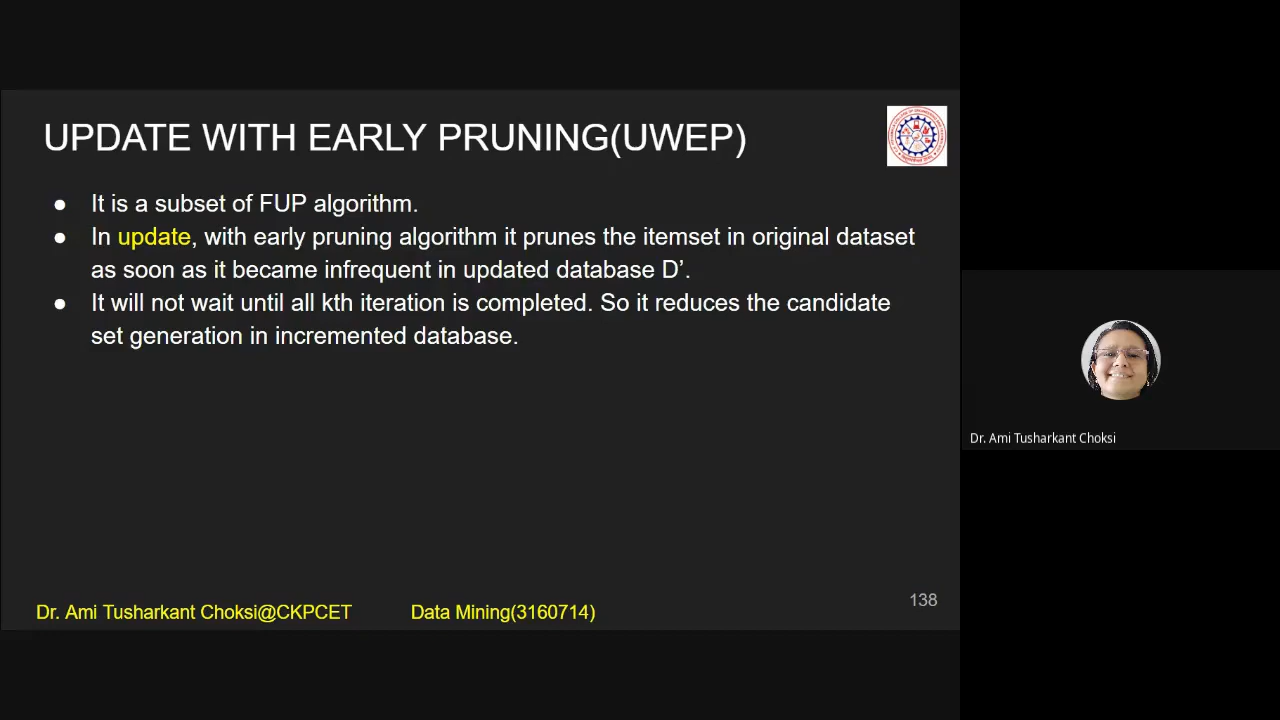 UPDATE WITH EARLY PRUNING(UWEP)
● It is a subset of FUP algorithm.
● In update, with early pruning algorithm it prunes the itemset in original dataset
as soon as it became infrequent in updated database D’.
● It will not wait until all kth iteration is completed. So it reduces the candidate
set generation in incremented database.
Dr. Ami Tusharkant Choksi
138
Dr. Ami Tusharkant Choksi@CKPCET Data Mining(3160714)